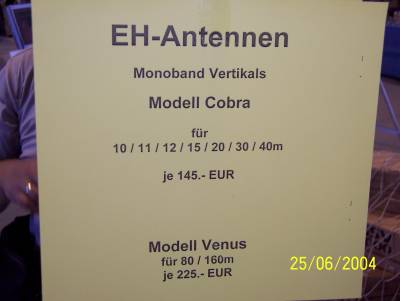 EH-Antennen
Monoband Vertikals
Modell Cobra
für
10 / 11 / 12 / 15 / 20 / 30 / 40m
je 145.- EUR
Modell Venus
für 80 / 160m
je 225.- EUR
25/06/2004